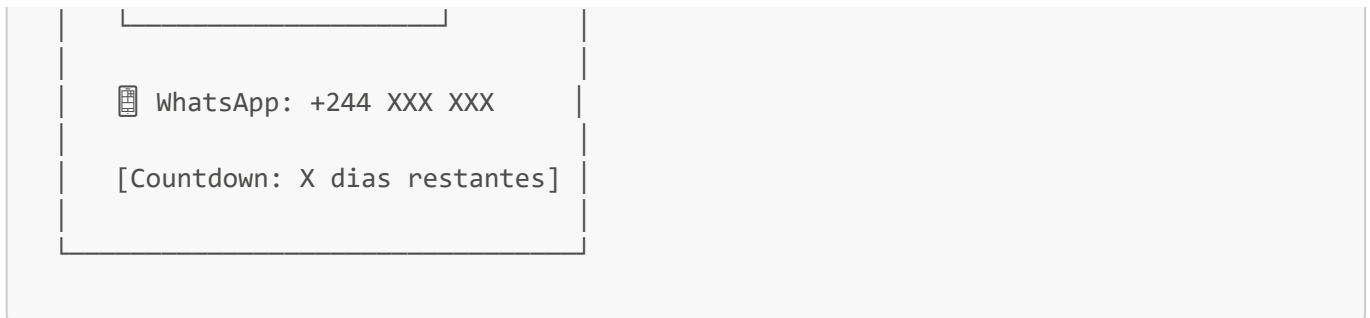 📱 WhatsApp: +244 XXX XXX
[Countdown: X dias restantes]